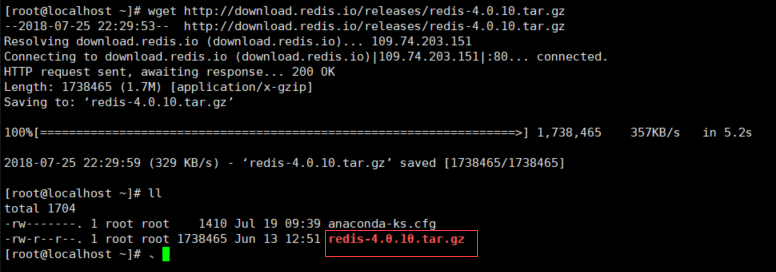 [root@localhost ~]# wget http://download.redis.io/releases/redis-4.0.10.tar.gz
--2018-07-25 22:29:53--  http://download.redis.io/releases/redis-4.0.10.tar.gz
Resolving download.redis.io (download.redis.io)... 109.74.203.151
Connecting to download.redis.io (download.redis.io)|109.74.203.151|:80... connected.
HTTP request sent, awaiting response... 200 OK
Length: 1738465 (1.7M) [application/x-gzip]
Saving to: ‘redis-4.0.10.tar.gz’
100%[==================================================================>] 1,738,465    357KB/s   in 5.2s
2018-07-25 22:29:59 (329 KB/s) - ‘redis-4.0.10.tar.gz’ saved [1738465/1738465]
[root@localhost ~]# ll
total 1704
-rw-------. 1 root root    1410 Jul 19 09:39 anaconda-ks.cfg
-rw-r--r--. 1 root root 1738465 Jun 13 12:51 redis-4.0.10.tar.gz
[root@localhost ~]# 、